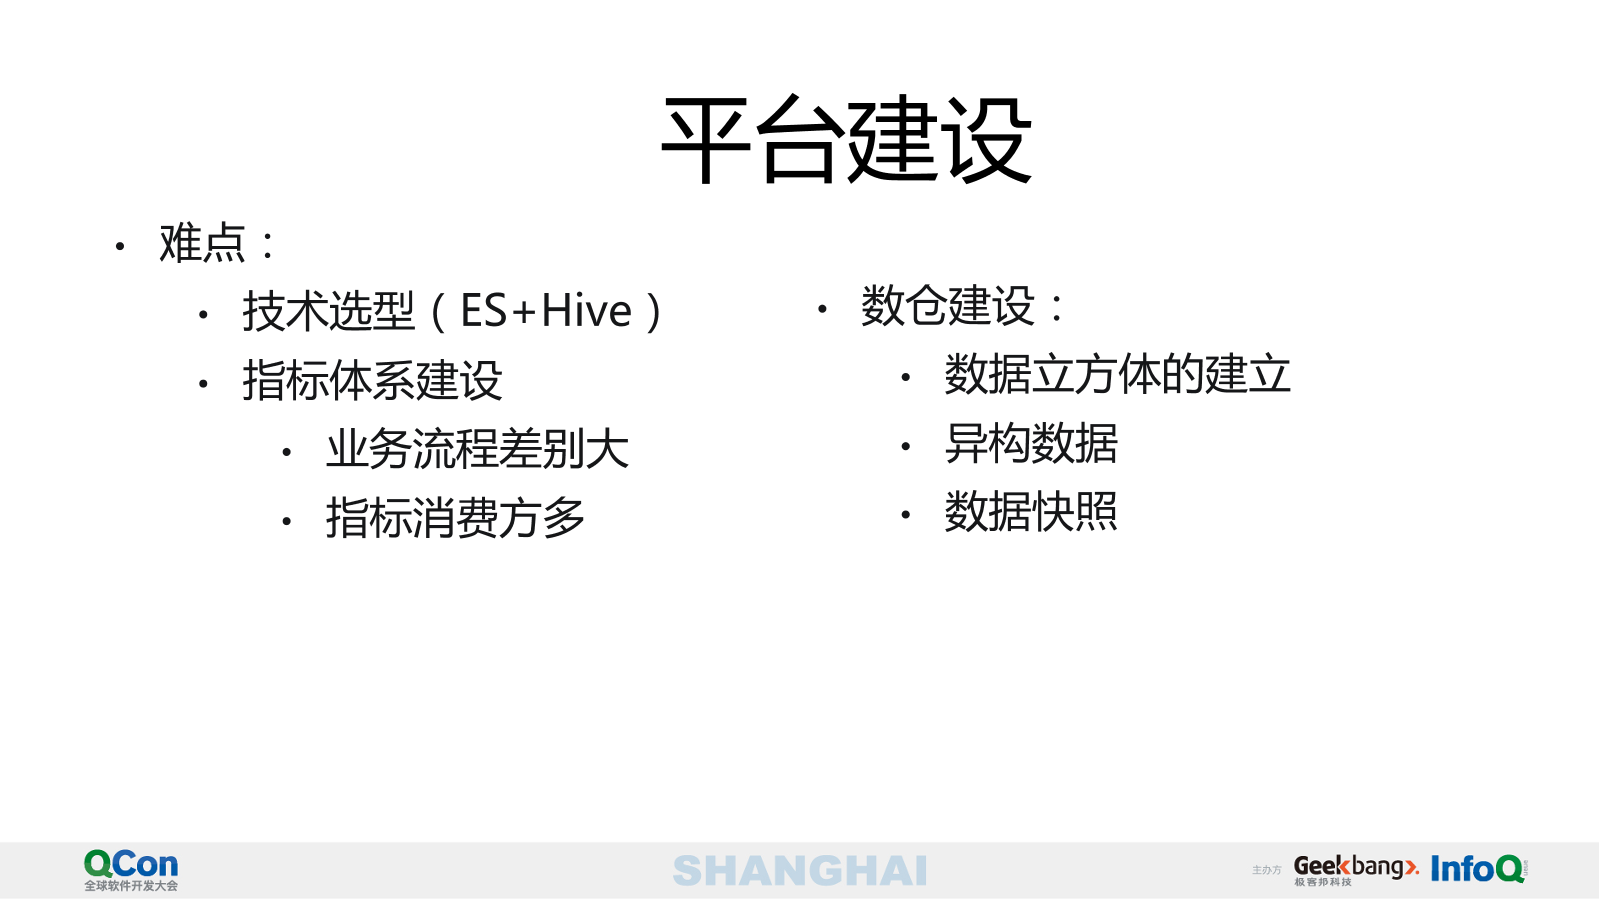 平台建设
• 难点：
• 技术选型（ES+Hive）
• 指标体系建设
• 业务流程差别大
• 指标消费方多
• 数仓建设：
• 数据立方体的建立
• 异构数据
• 数据快照
QCon
全球软件开发大会
SHANGHAI
主办方
Geekbang>.
极客邦科技
InfoQ